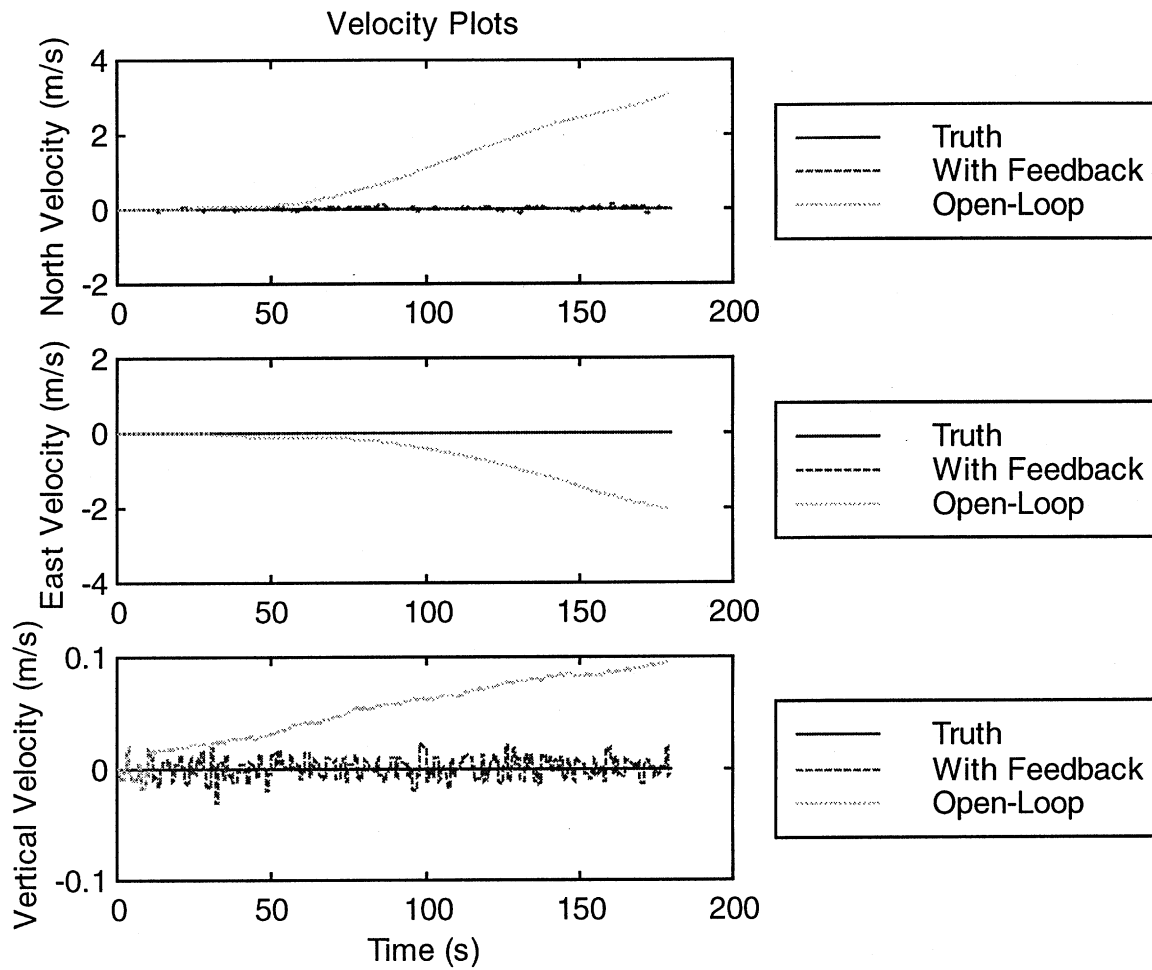 Velocity Plots
North Velocity (m/s)
4
2
0
-2
0 50 100 150 200
Truth
With Feedback
Open-Loop
East Velocity (m/s)
2
0
-2
-4
0 50 100 150 200
Truth
With Feedback
Open-Loop
Vertical Velocity (m/s)
0.1
0
-0.1
0 50 100 150 200
Time (s)
Truth
With Feedback
Open-Loop